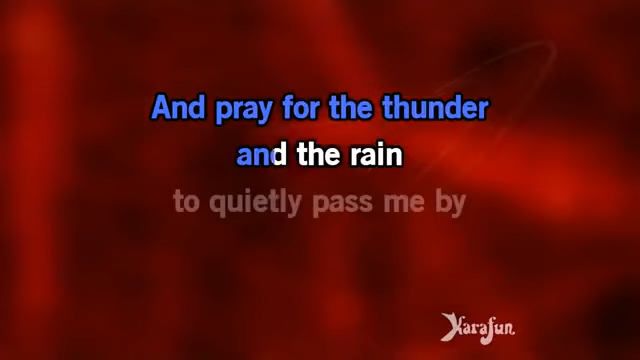 And pray for the thunder
and the rain
to quietly pass me by
Karafun